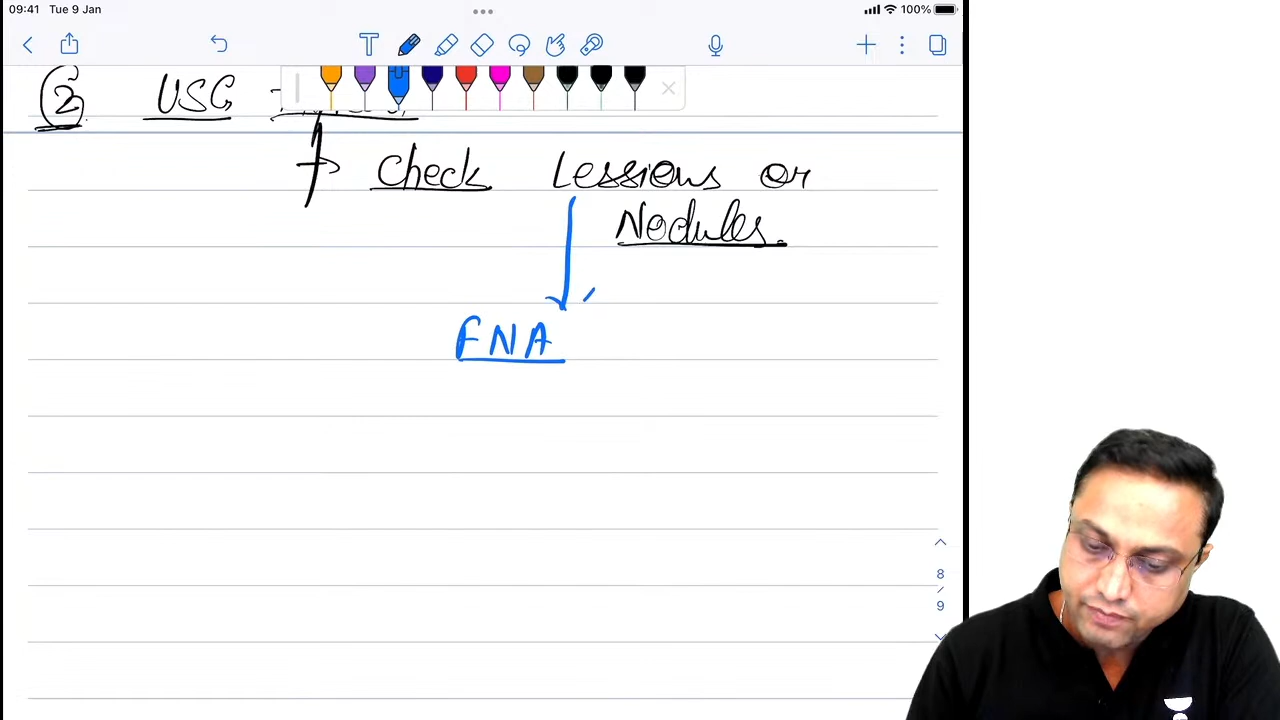 09:41 Tue 9 Jan
100%
T
2 USG
Check Lessions or
Nodules.
FNA
8
9